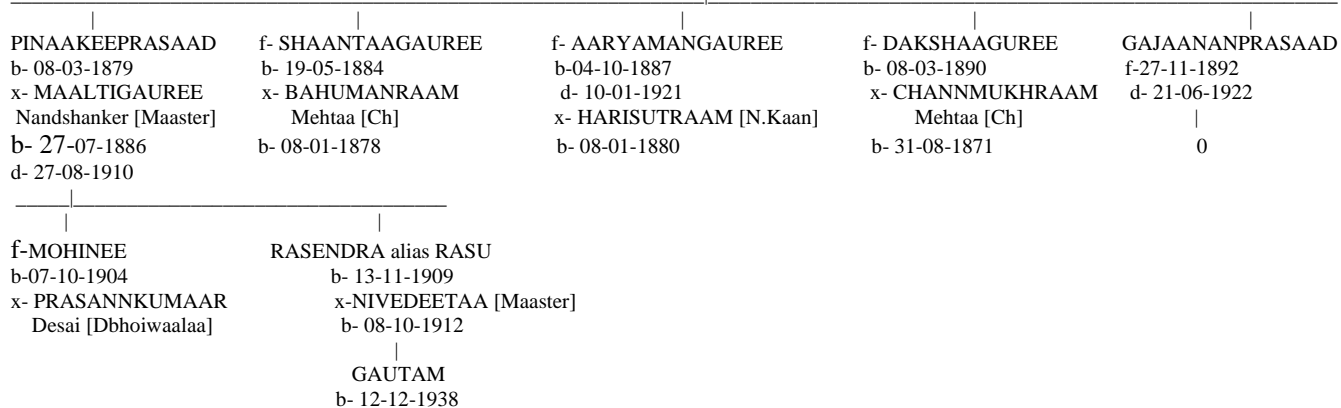 PINAAKEEPRASAAD f- SHAANTAAGAUREE f- AARYAMANGAUREE f- DAKSHAAGUREE GAJAANANPRASAAD
b- 08-03-1879 b- 19-05-1884 b-04-10-1887 b- 08-03-1890 f-27-11-1892
x- MAALTIGAUREE x- BAHUMANRAAM d- 10-01-1921 x- CHANNMUKHRAAM d- 21-06-1922
Nandshanker [Maaster] Mehtaa [Ch] x- HARISUTRAAM [N.Kaan] Mehtaa [Ch]
b- 27-07-1886 b- 08-01-1878 b- 08-01-1880 b- 31-08-1871 0
d- 27-08-1910
f-MOHINEE RASENDRA alias RASU
b-07-10-1904 b- 13-11-1909
x- PRASANNKUMAAR x-NIVEDEETAA [Maaster]
Desai [Dbhoiwaalaa] b- 08-10-1912
GAUTAM
b- 12-12-1938